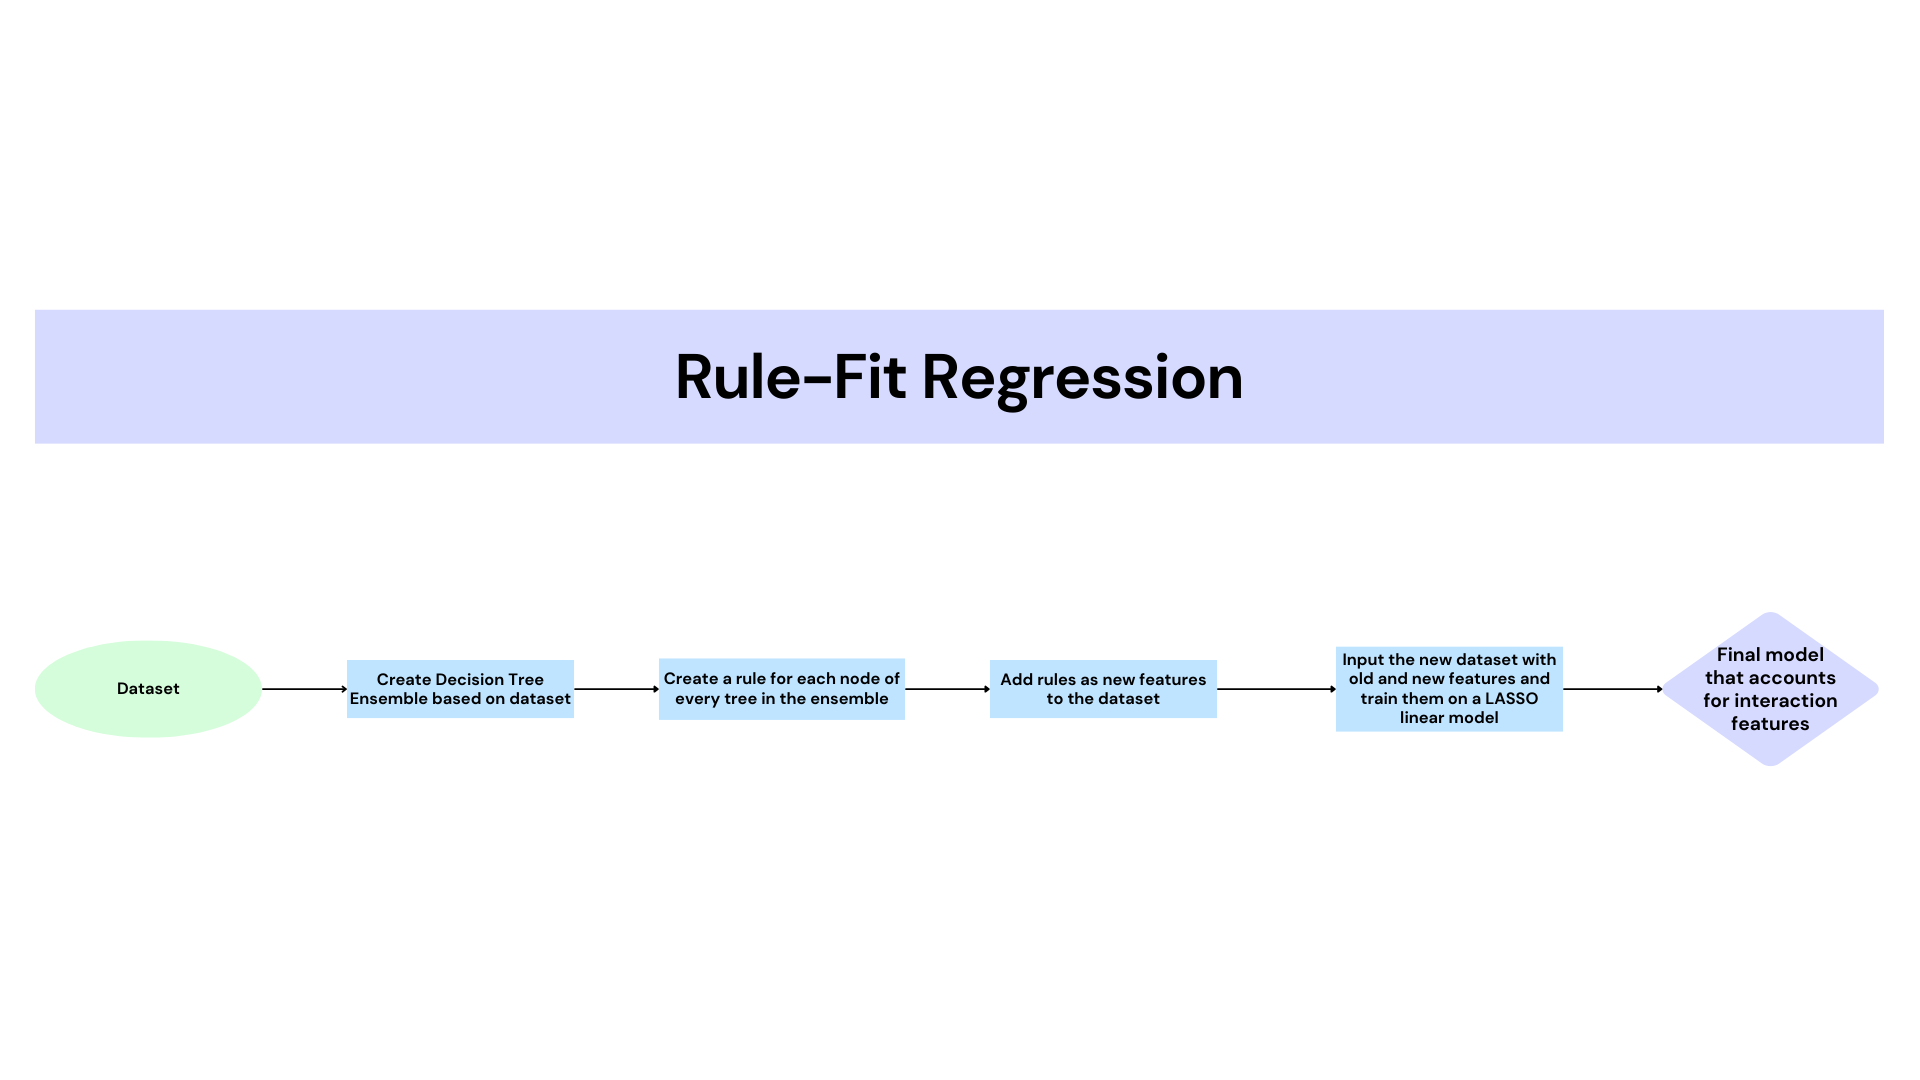 Rule-Fit Regression
Dataset
Create Decision Tree
Ensemble based on dataset
Create a rule for each node of
every tree in the ensemble
Add rules as new features
to the dataset
Input the new dataset with
old and new features and
train them on a LASSO
linear model
Final model
that accounts
for interaction
features